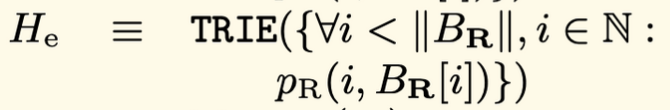 Hₑ ≡ TRIE({∀i < ‖B_R‖, i ∈ ℕ :
p_R(i, B_R[i])})